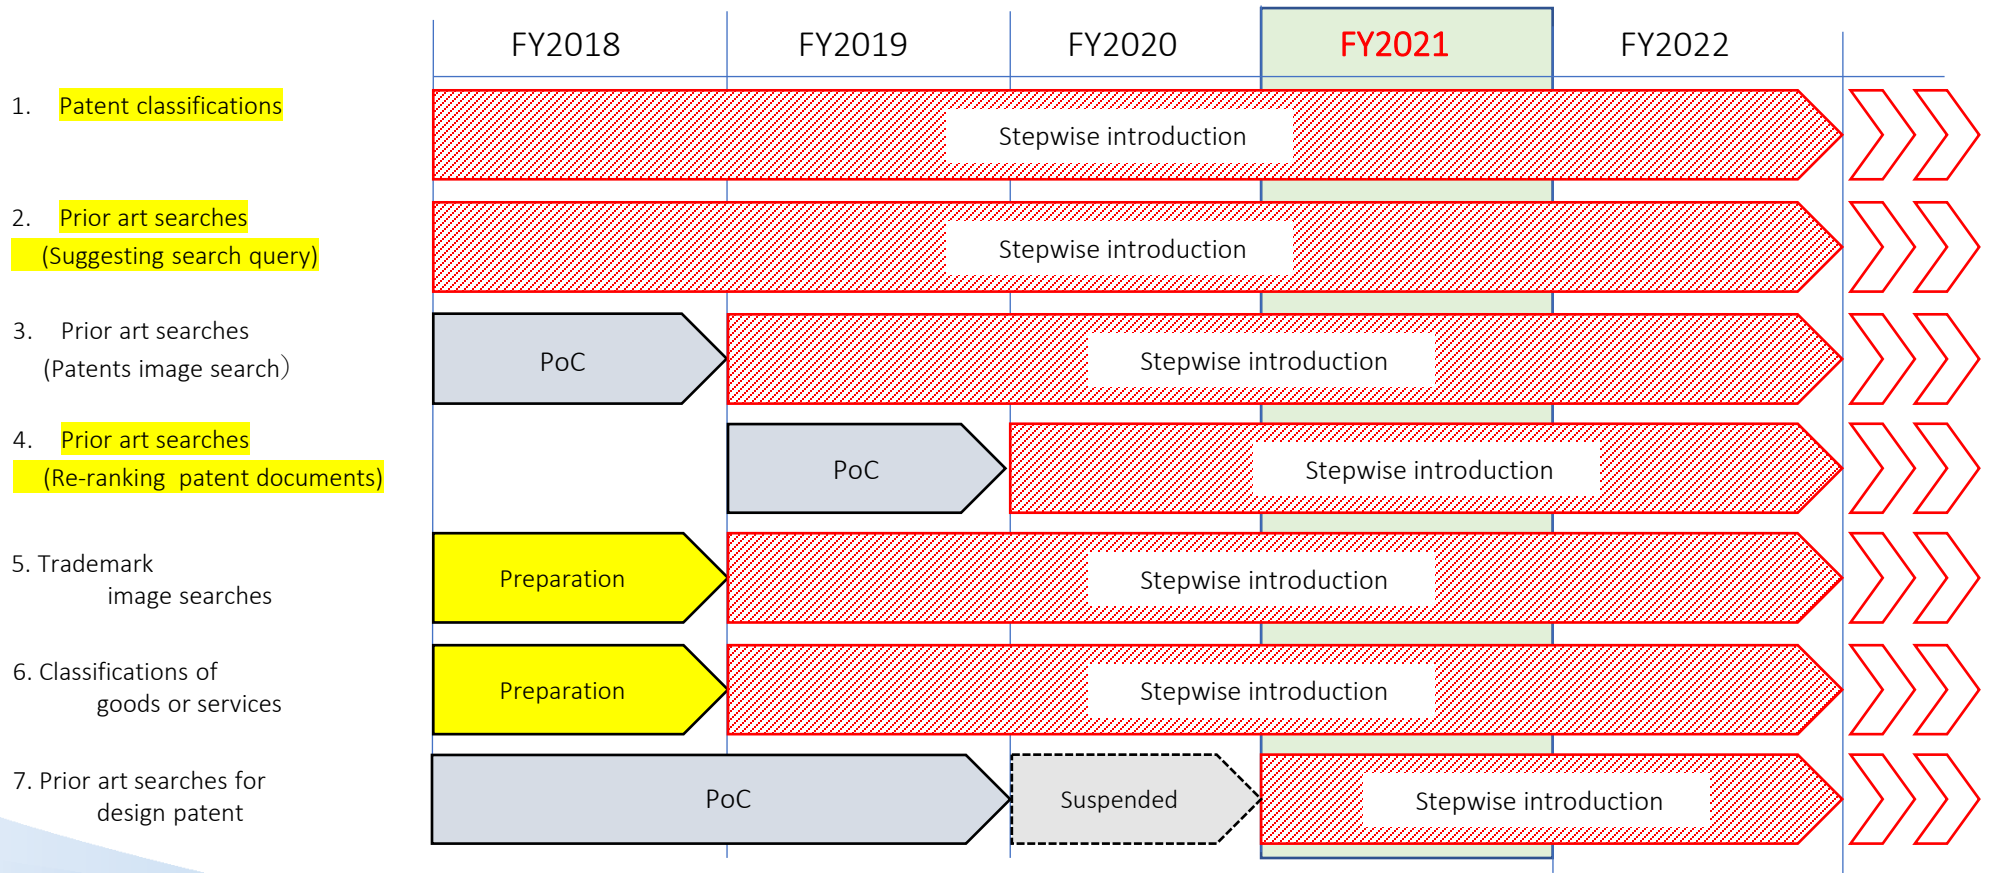 FY2018 FY2019 FY2020 FY2021 FY2022
1. Patent classifications
Stepwise introduction
2. Prior art searches
(Suggesting search query)
Stepwise introduction
3. Prior art searches
(Patents image search）
PoC
Stepwise introduction
4. Prior art searches
(Re-ranking patent documents)
PoC
Stepwise introduction
5. Trademark
image searches
Preparation
Stepwise introduction
6. Classifications of
goods or services
Preparation
Stepwise introduction
7. Prior art searches for
design patent
PoC
Suspended
Stepwise introduction